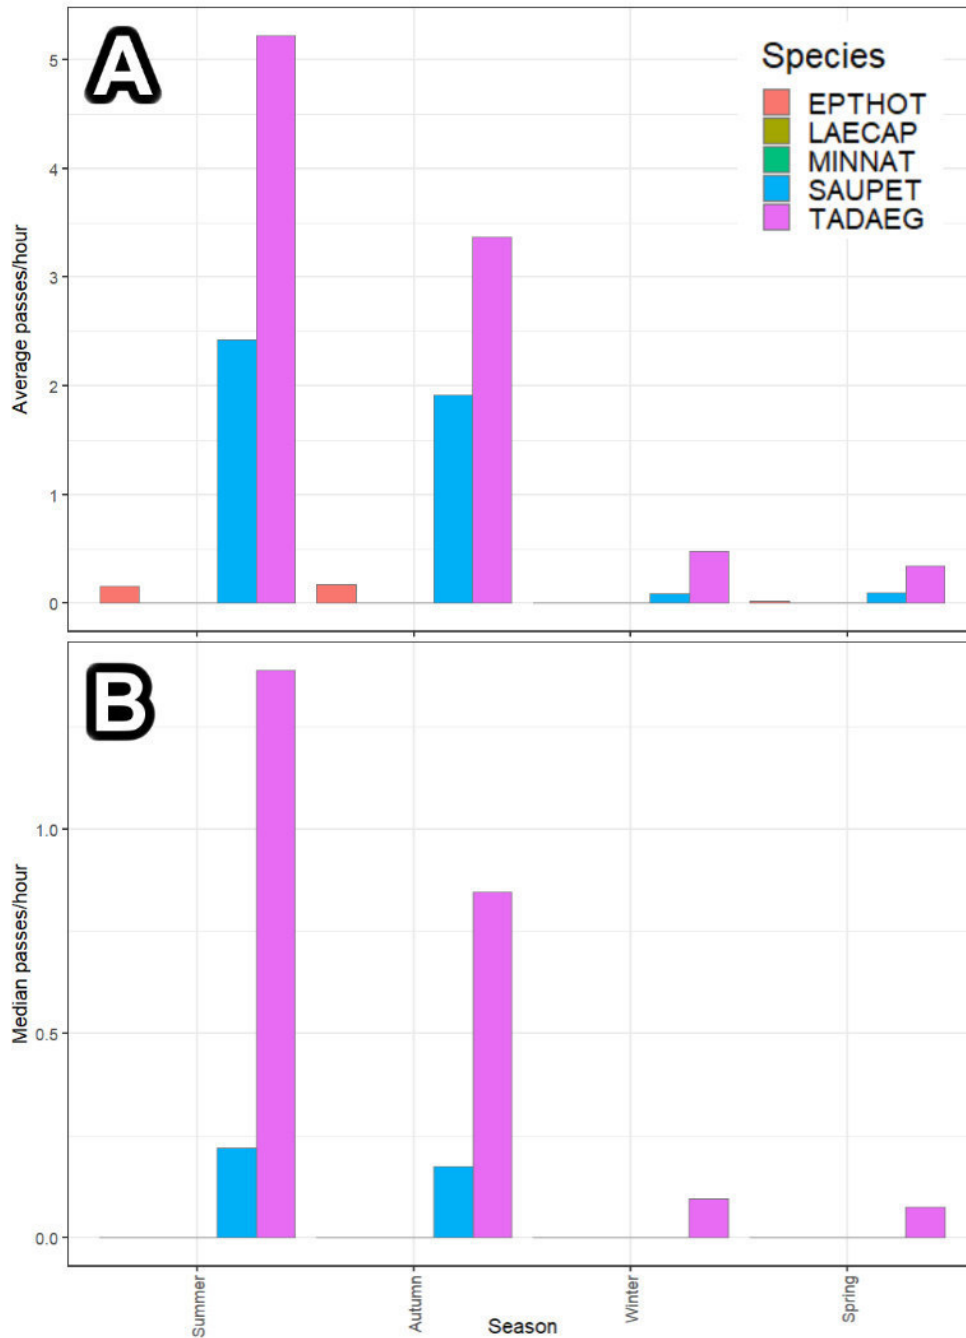 A
Species
EPTHOT
LAECAP
MINNAT
SAUPET
TADAEG
5
4
3
2
1
0
Average passes/hour
B
1.0
0.5
0.0
Median passes/hour
Summer
Autumn
Winter
Spring
Season